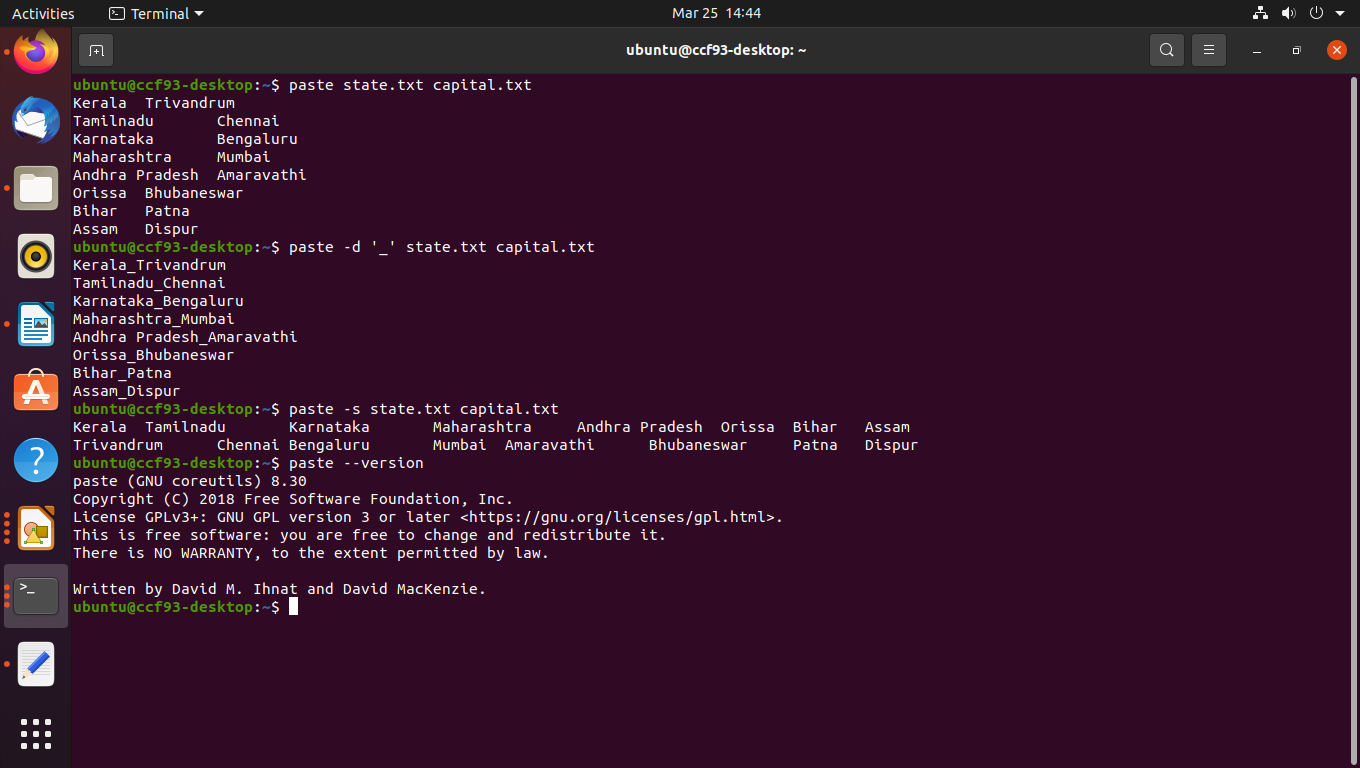 Activities Terminal Mar 25 14:44
ubuntu@ccf93-desktop: ~
ubuntu@ccf93-desktop:~$ paste state.txt capital.txt
Kerala  Trivandrum
Tamilnadu       Chennai
Karnataka       Bengaluru
Maharashtra     Mumbai
Andhra Pradesh  Amaravathi
Orissa  Bhubaneswar
Bihar   Patna
Assam   Dispur
ubuntu@ccf93-desktop:~$ paste -d '_' state.txt capital.txt
Kerala_Trivandrum
Tamilnadu_Chennai
Karnataka_Bengaluru
Maharashtra_Mumbai
Andhra Pradesh_Amaravathi
Orissa_Bhubaneswar
Bihar_Patna
Assam_Dispur
ubuntu@ccf93-desktop:~$ paste -s state.txt capital.txt
Kerala  Tamilnadu       Karnataka       Maharashtra     Andhra Pradesh  Orissa  Bihar   Assam
Trivandrum      Chennai Bengaluru       Mumbai  Amaravathi      Bhubaneswar     Patna   Dispur
ubuntu@ccf93-desktop:~$ paste --version
paste (GNU coreutils) 8.30
Copyright (C) 2018 Free Software Foundation, Inc.
License GPLv3+: GNU GPL version 3 or later <https://gnu.org/licenses/gpl.html>.
This is free software: you are free to change and redistribute it.
There is NO WARRANTY, to the extent permitted by law.

Written by David M. Ihnat and David MacKenzie.
ubuntu@ccf93-desktop:~$